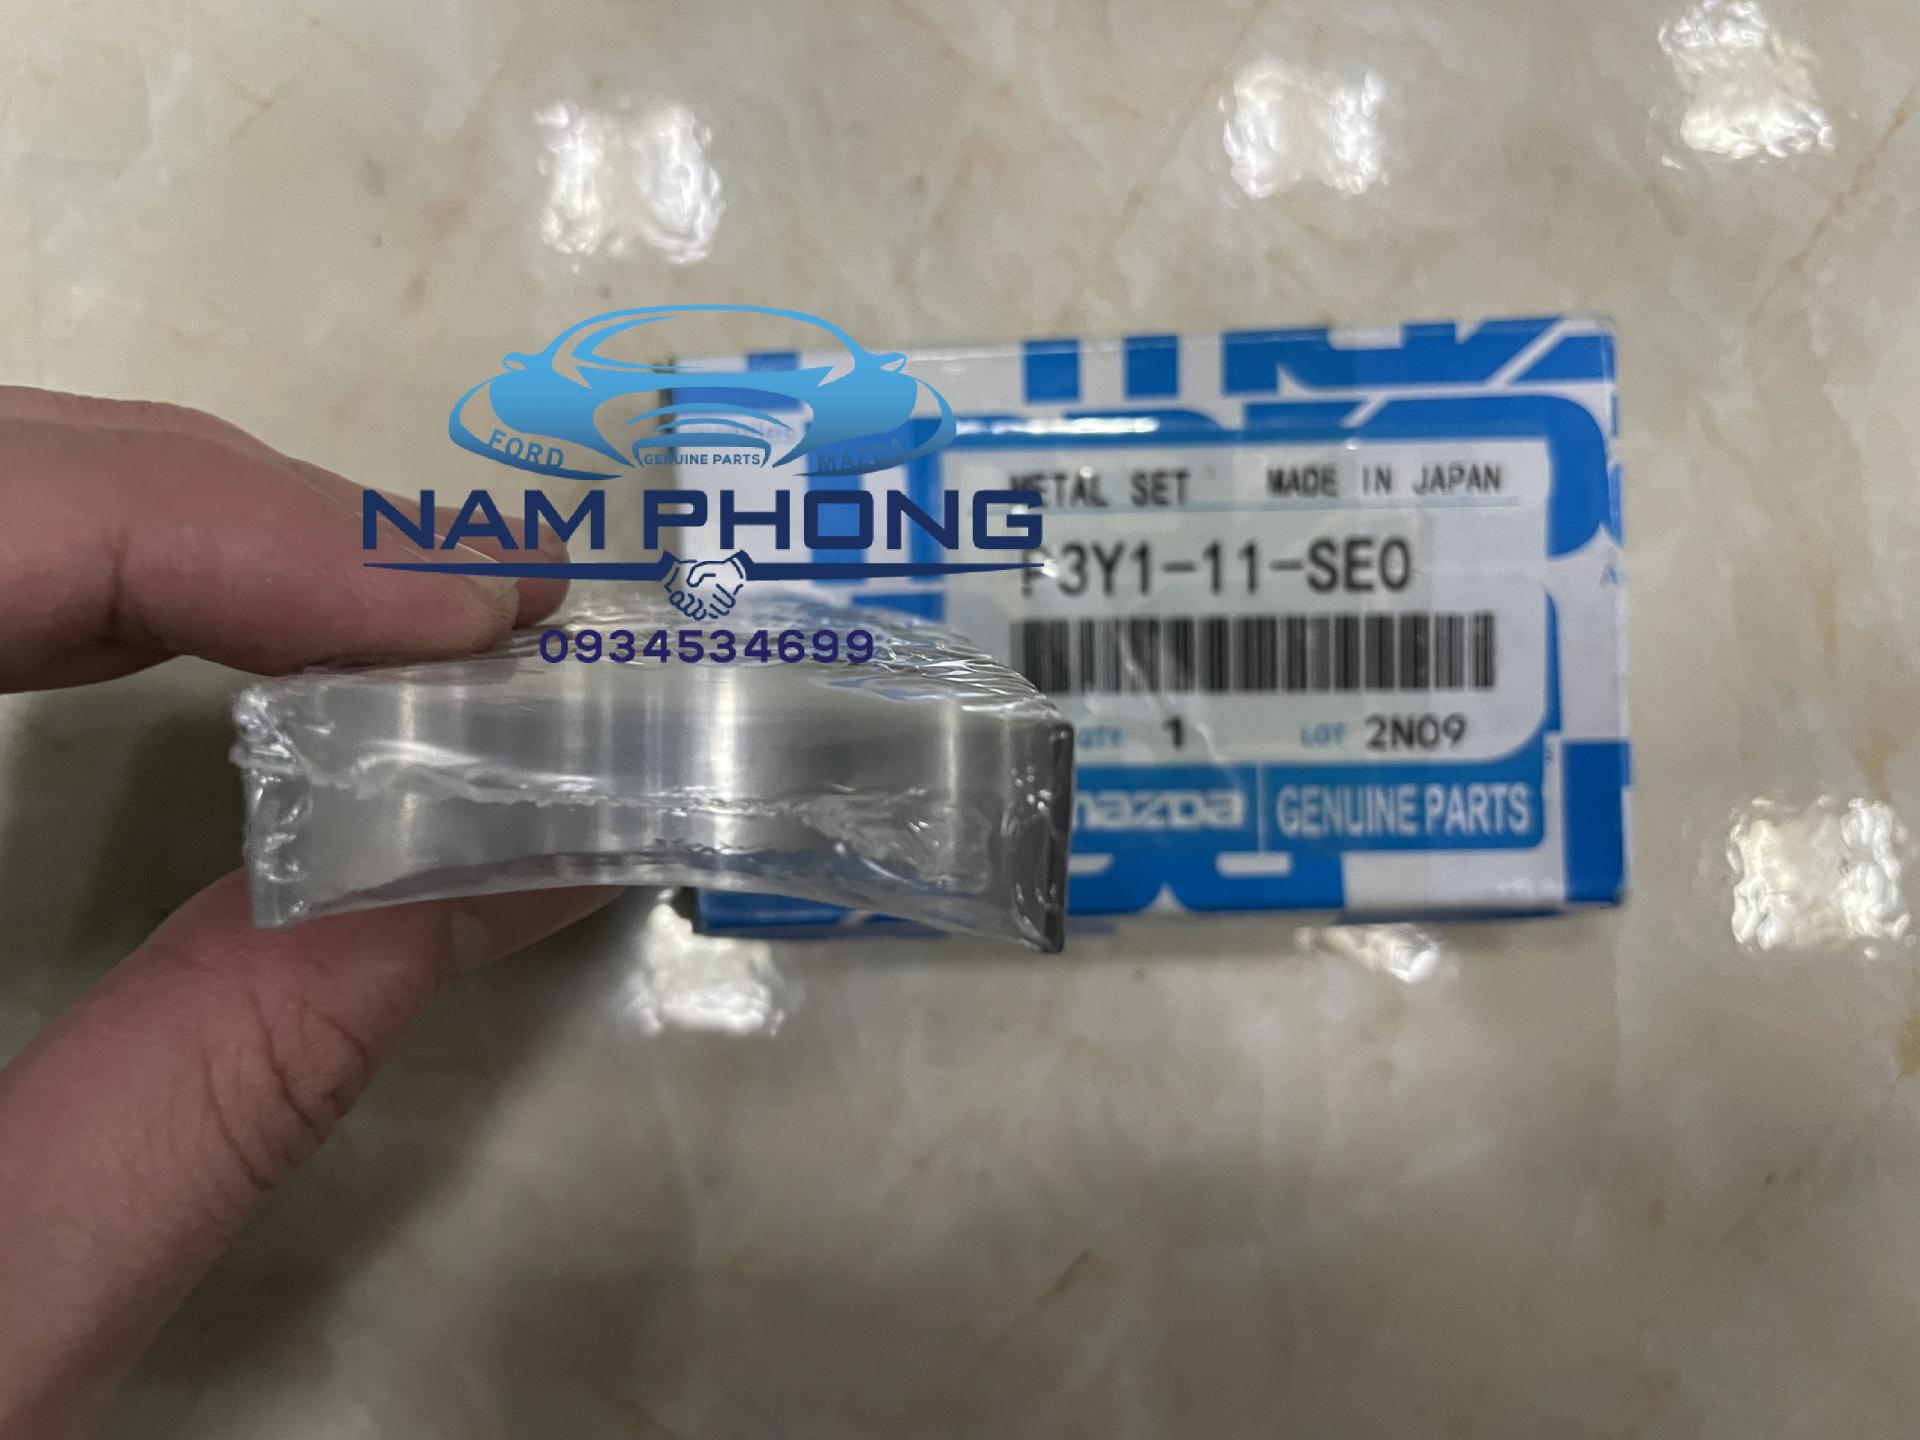 FORD
GENUINE PARTS
MAZDA
NAM PHONG
0934534699
METAL SET MADE IN JAPAN
P3Y1-11-SE0
QTY 1 LOT 2N09
mazda GENUINE PARTS